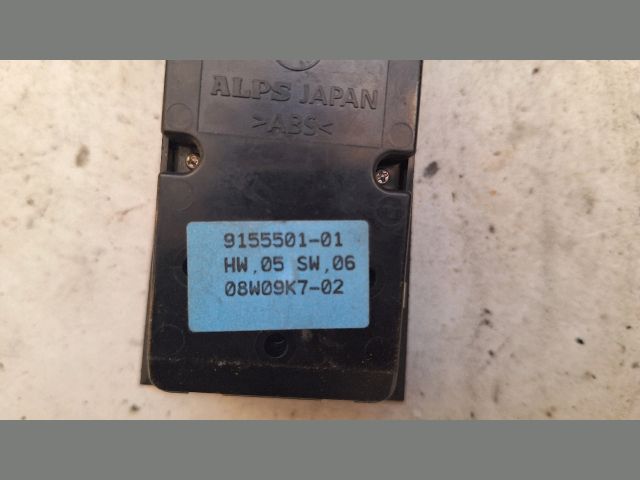 ALPS JAPAN
>ABS<
9155501-01
HW.05 SW.06
08W09K7-02